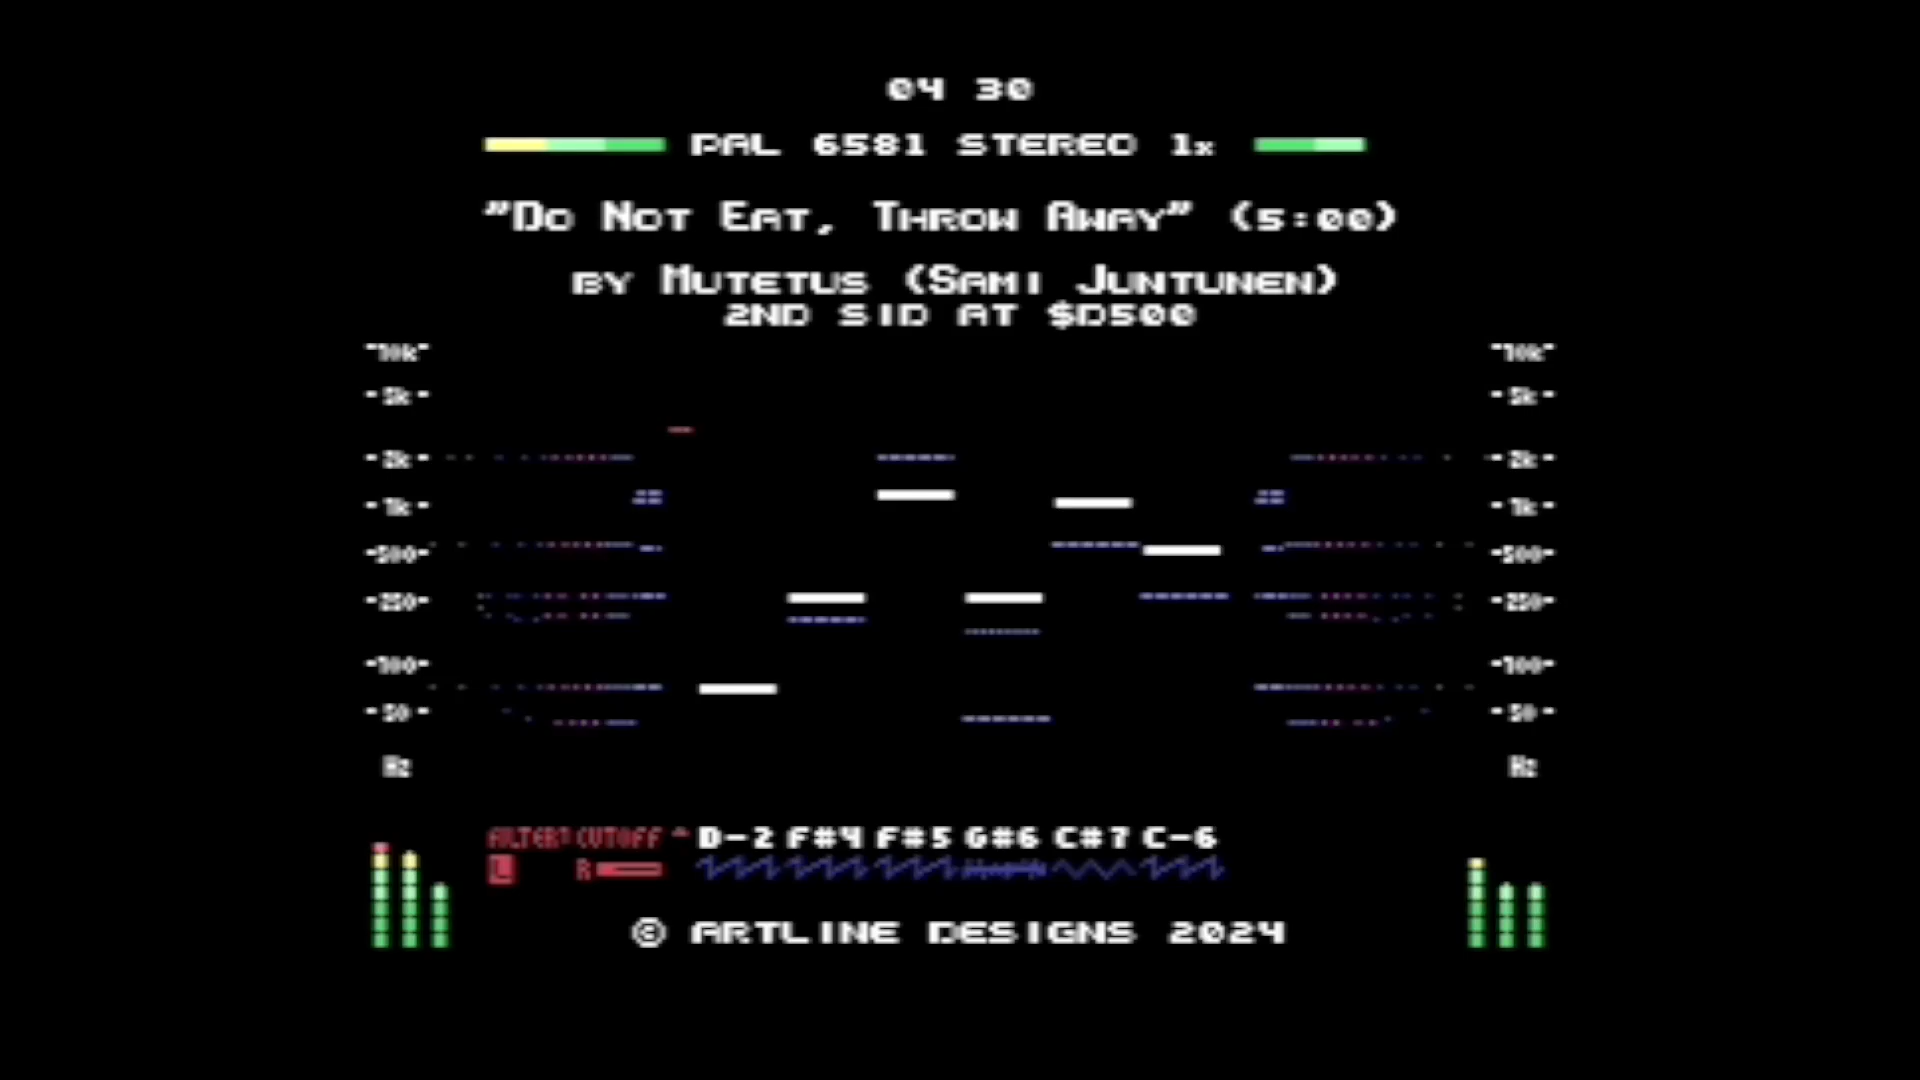 04 30
PAL 6581 STEREO 1x
"Do Not Eat, Throw Away" (5:00)
by Mutetus (Sami Juntunen)
2ND SID AT $D500
-10k- -10k-
-5k- -5k-
-2k- -2k-
-1k- -1k-
-500- -500-
-250- -250-
-100- -100-
-50- -50-
Hz Hz
CUTOFF D-2 F#4 F#5 G#6 C#7 C-6
L R
© ARTLINE DESIGNS 2024